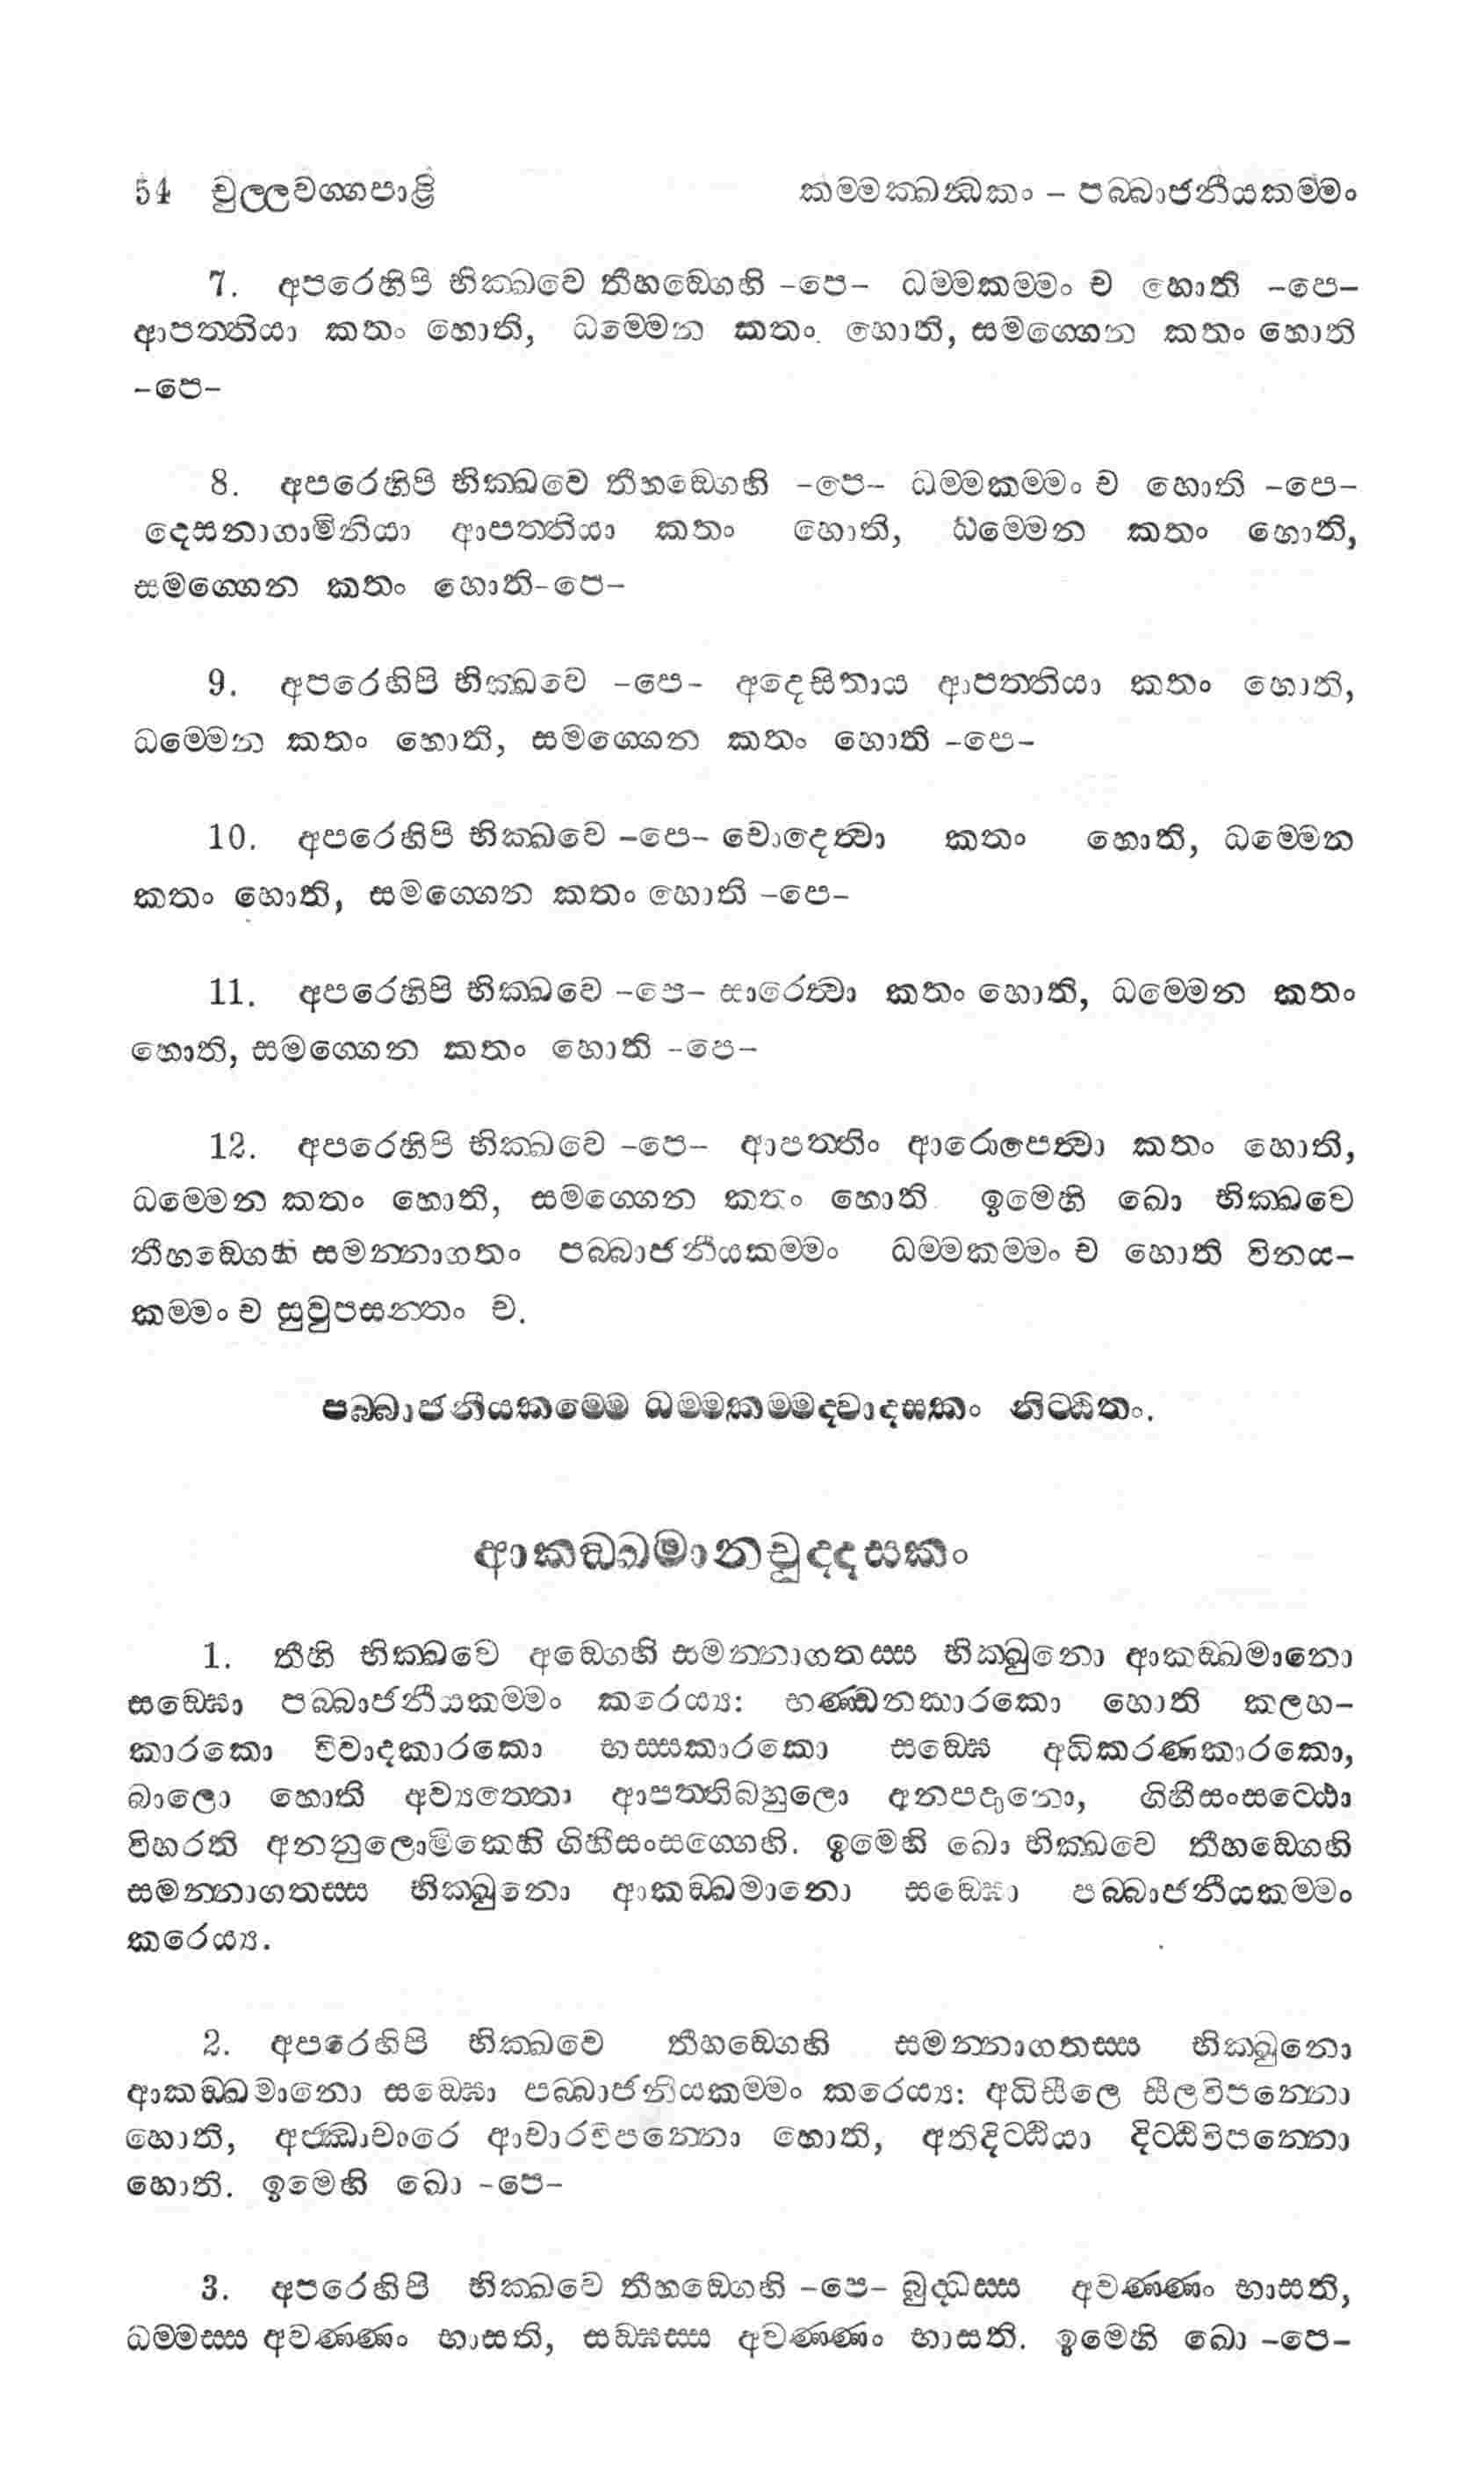 54 චුල්ලවග්ගපාළි කම්මක්ඛන්ධකං – පබ්බාජනීයකම්මං
7. අපරෙහිපි භික්ඛවෙ තීහඞ්ගෙහි –පෙ– ධම්මකම්මං ච හොති –පෙ–
ආපත්තියා කතං හොති, ධම්මෙන කතං හොති, සමග්ගෙන කතං හොති
–පෙ–
8. අපරෙහිපි භික්ඛවෙ තීහඞ්ගෙහි –පෙ– ධම්මකම්මං ච හොති –පෙ–
දෙසනාගාමිනියා ආපත්තියා කතං හොති, ධම්මෙන කතං හොති,
සමග්ගෙන කතං හොති–පෙ–
9. අපරෙහිපි භික්ඛවෙ –පෙ– අදෙසිතාය ආපත්තියා කතං හොති,
ධම්මෙන කතං හොති, සමග්ගෙන කතං හොති –පෙ–
10. අපරෙහිපි භික්ඛවෙ –පෙ– චොදෙත්වා කතං හොති, ධම්මෙන
කතං හොති, සමග්ගෙන කතං හොති –පෙ–
11. අපරෙහිපි භික්ඛවෙ –පෙ– සාරෙත්වා කතං හොති, ධම්මෙන කතං
හොති, සමග්ගෙන කතං හොති –පෙ–
12. අපරෙහිපි භික්ඛවෙ –පෙ– ආපත්තිං ආරොපෙත්වා කතං හොති,
ධම්මෙන කතං හොති, සමග්ගෙන කතං හොති. ඉමෙහි ඛො භික්ඛවෙ
තීහඞ්ගෙහි සමන්නාගතං පබ්බාජනීයකම්මං ධම්මකම්මං ච හොති විනය–
කම්මං ච සුවුපසන්තං ච.
පබ්බාජනීයකම්මෙ ධම්මකම්මද්වාදසකං නිට්ඨිතං.
ආකඞ්ඛමානචුද්දසකං
1. තීහි භික්ඛවෙ අඞ්ගෙහි සමන්නාගතස්ස භික්ඛුනො ආකඞ්ඛමානො
සඞ්ඝො පබ්බාජනීයකම්මං කරෙය්ය: භණ්ඩනකාරකො හොති කලහ–
කාරකො විවාදකාරකො භස්සකාරකො සඞ්ඝෙ අධිකරණකාරකො,
බාලො හොති අව්යත්තො ආපත්තිබහුලො අනපදානො, ගිහීසංසට්ඨො
විහරති අනනුලොමිකෙහි ගිහීසංසග්ගෙහි. ඉමෙහි ඛො භික්ඛවෙ තීහඞ්ගෙහි
සමන්නාගතස්ස භික්ඛුනො ආකඞ්ඛමානො සඞ්ඝො පබ්බාජනීයකම්මං
කරෙය්ය.
2. අපරෙහිපි භික්ඛවෙ තීහඞ්ගෙහි සමන්නාගතස්ස භික්ඛුනො
ආකඞ්ඛමානො සඞ්ඝො පබ්බාජනියකම්මං කරෙය්ය: අධිසීලෙ සීලවිපන්නො
හොති, අජ්ඣාචාරෙ ආචාරවිපන්නො හොති, අතිදිට්ඨියා දිට්ඨිවිපන්නො
හොති. ඉමෙහි ඛො –පෙ–
3. අපරෙහිපි භික්ඛවෙ තීහඞ්ගෙහි –පෙ– බුද්ධස්ස අවණ්ණං භාසති,
ධම්මස්ස අවණ්ණං භාසති, සඞ්ඝස්ස අවණ්ණං භාසති. ඉමෙහි ඛො –පෙ–